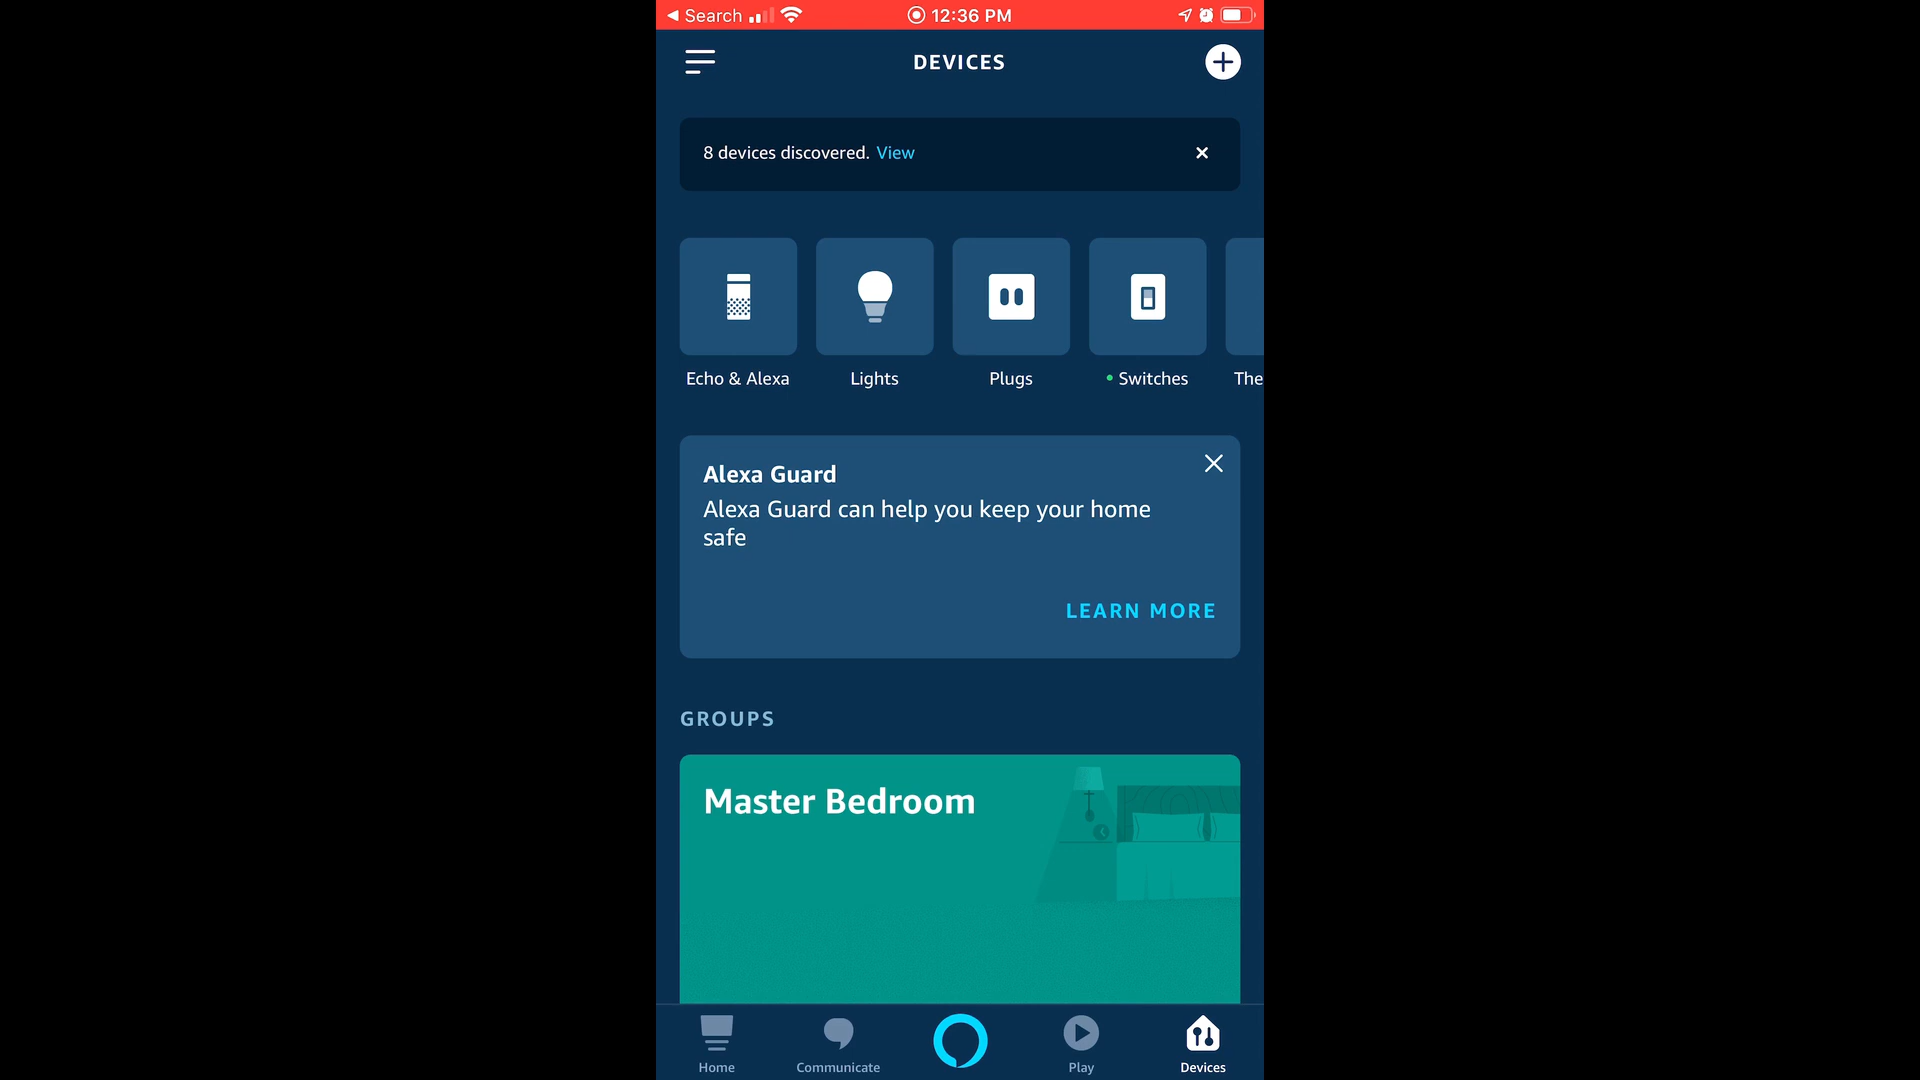 Search 12:36 PM
DEVICES
8 devices discovered. View
Echo & Alexa
Lights
Plugs
Switches
The
Alexa Guard
Alexa Guard can help you keep your home
safe
LEARN MORE
GROUPS
Master Bedroom
Home
Communicate
Play
Devices